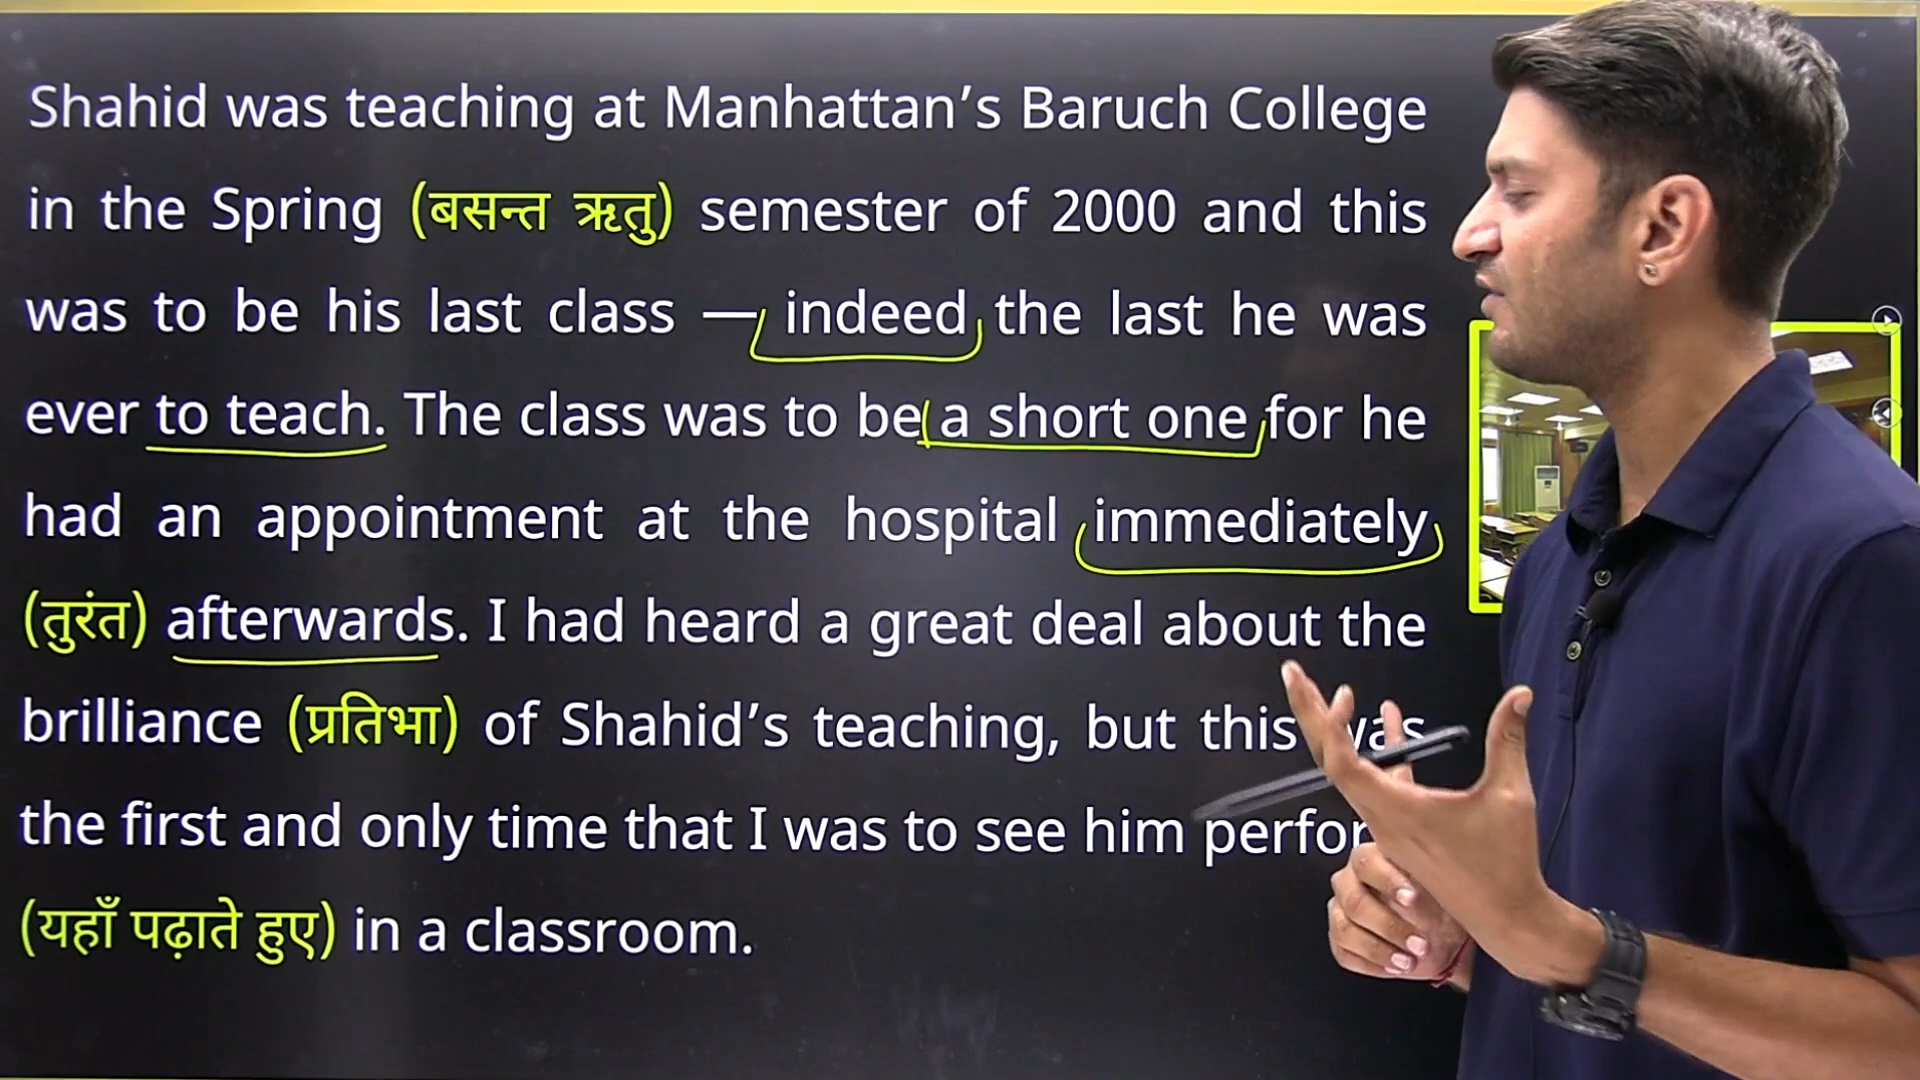 Shahid was teaching at Manhattan's Baruch College
in the Spring (बसन्त ऋतु) semester of 2000 and this
was to be his last class — indeed the last he was
ever to teach. The class was to be a short one for he
had an appointment at the hospital immediately
(तुरंत) afterwards. I had heard a great deal about the
brilliance (प्रतिभा) of Shahid's teaching, but this was
the first and only time that I was to see him perfor
(यहाँ पढ़ाते हुए) in a classroom.